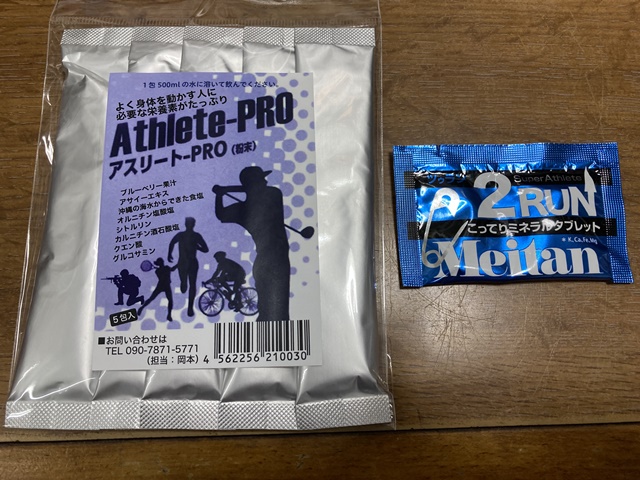 1包500mlの水に溶いて飲んでください。
よく身体を動かす人に
必要な栄養素がたっぷり
Athlete-PRO
アスリート-PRO(粉末)
ブルーベリー果汁
アサイーエキス
沖縄の海水からできた食塩
オルニチン塩酸塩
シトルリン
カルニチン酒石酸塩
クエン酸
グルコサミン
5包入
■お問い合わせは
TEL 090-7871-5771
(担当:岡本)
4 562256 210030
Super Athlete
2RUN
こってりミネラルタブレット
※K,Ca,Fe,Mg
Meitan